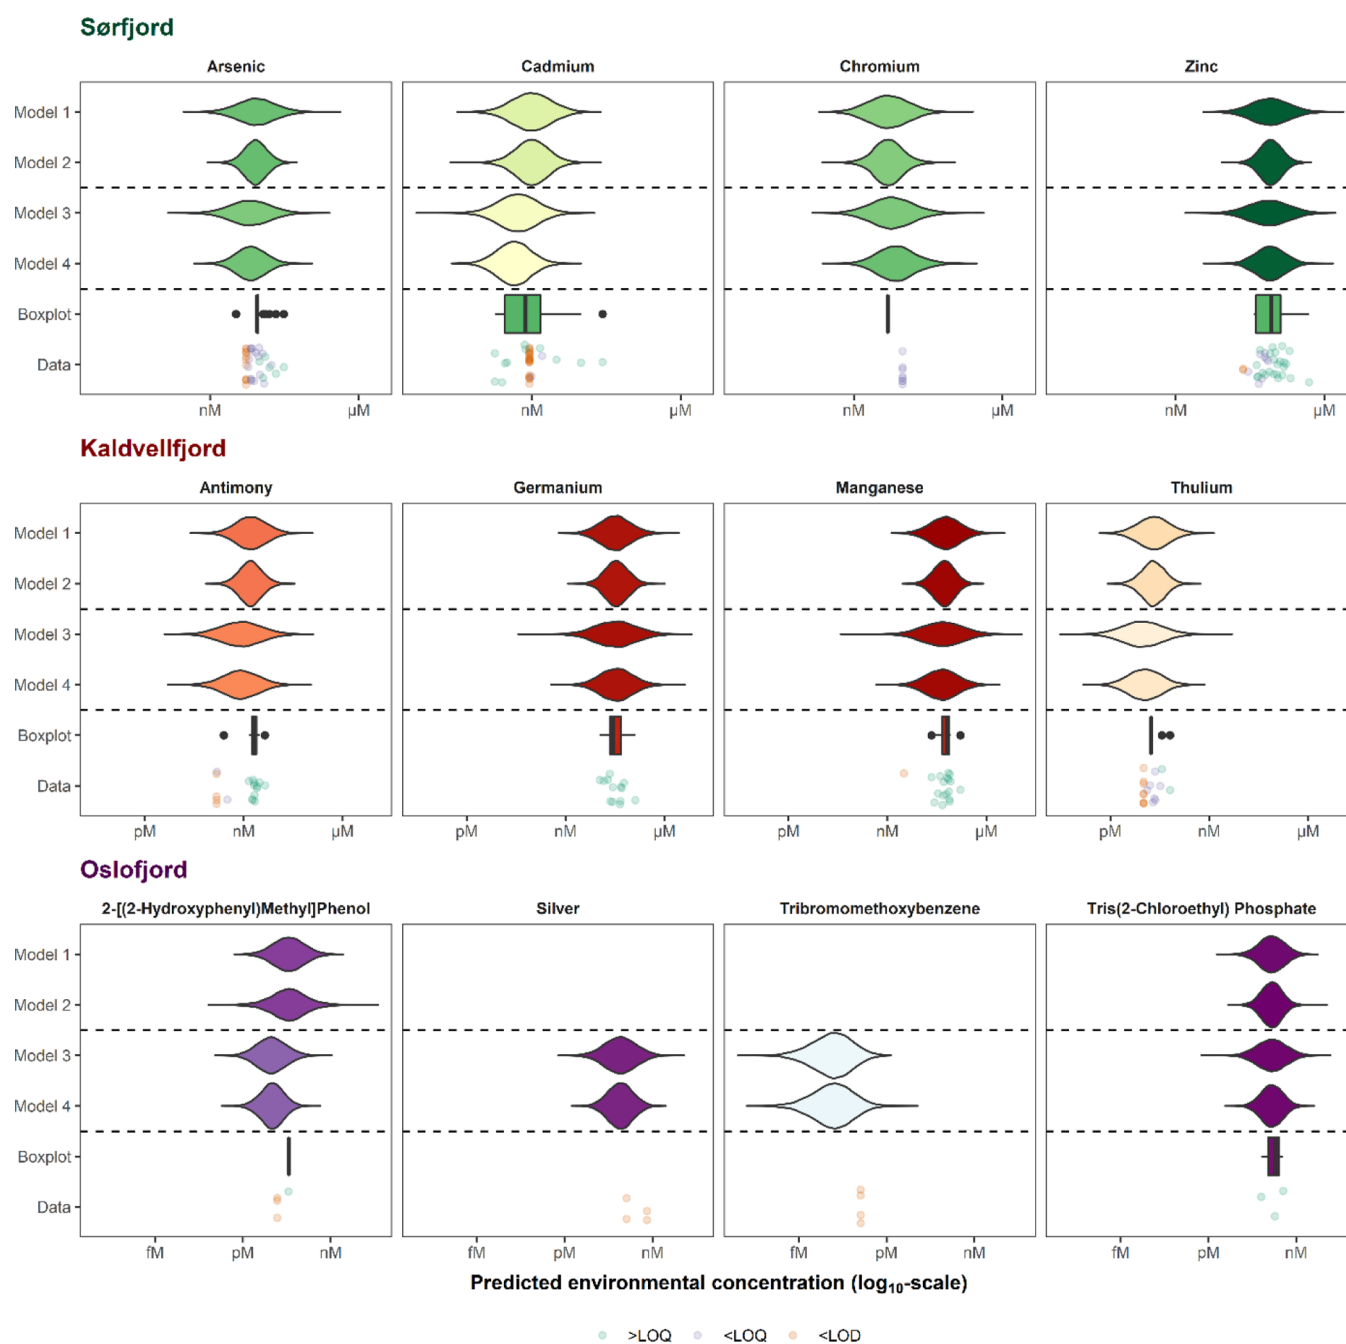 Sørfjord
Arsenic Cadmium Chromium Zinc
Model 1
Model 2
Model 3
Model 4
Boxplot
Data
nM µM nM µM nM µM nM µM
Kaldvellfjord
Antimony Germanium Manganese Thulium
Model 1
Model 2
Model 3
Model 4
Boxplot
Data
pM nM µM pM nM µM pM nM µM pM nM µM
Oslofjord
2-[(2-Hydroxyphenyl)Methyl]Phenol Silver Tribromomethoxybenzene Tris(2-Chloroethyl) Phosphate
Model 1
Model 2
Model 3
Model 4
Boxplot
Data
fM pM nM fM pM nM fM pM nM fM pM nM
Predicted environmental concentration (log₁₀-scale)
>LOQ <LOQ <LOD